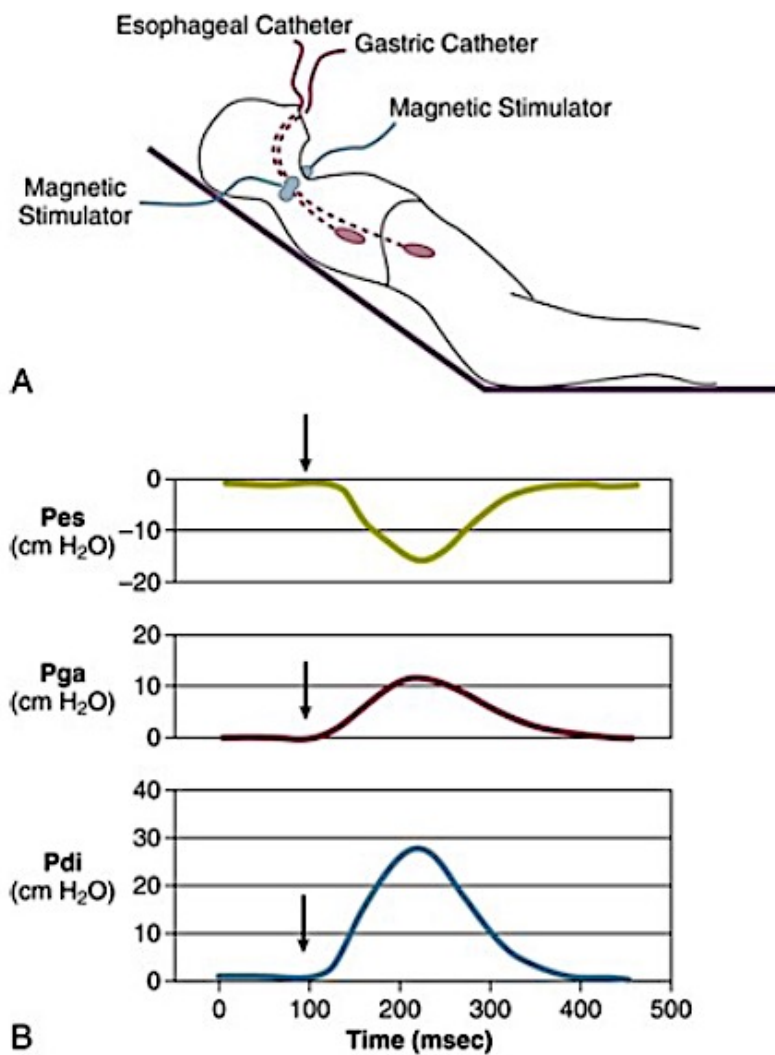 Esophageal Catheter
Gastric Catheter
Magnetic Stimulator
Magnetic
Stimulator
A
0
Pes
–10
(cm H₂O)
–20
20
Pga
10
(cm H₂O)
0
40
30
Pdi
(cm H₂O)
20
10
0
0 100 200 300 400 500
B
Time (msec)